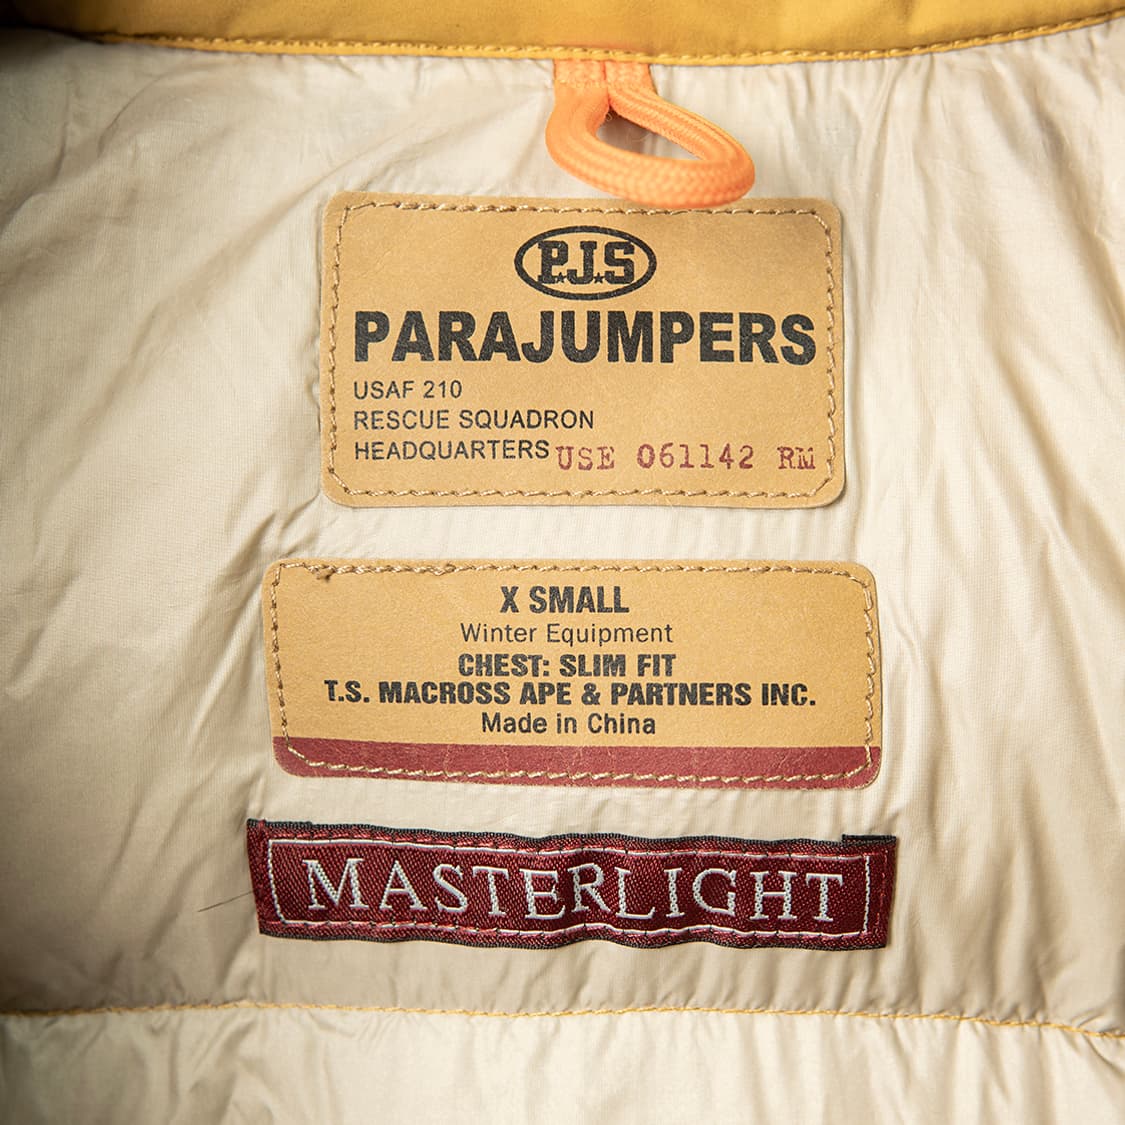 P.J.S
PARAJUMPERS
USAF 210
RESCUE SQUADRON
HEADQUARTERS USE 061142 RM
X SMALL
Winter Equipment
CHEST: SLIM FIT
T.S. MACROSS APE & PARTNERS INC.
Made in China
MASTERLIGHT